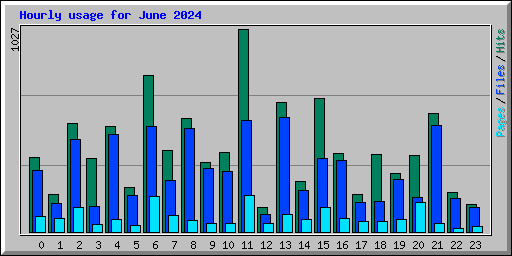 Hourly usage for June 2024
1027
Pages / Files / Hits
0 1 2 3 4 5 6 7 8 9 10 11 12 13 14 15 16 17 18 19 20 21 22 23